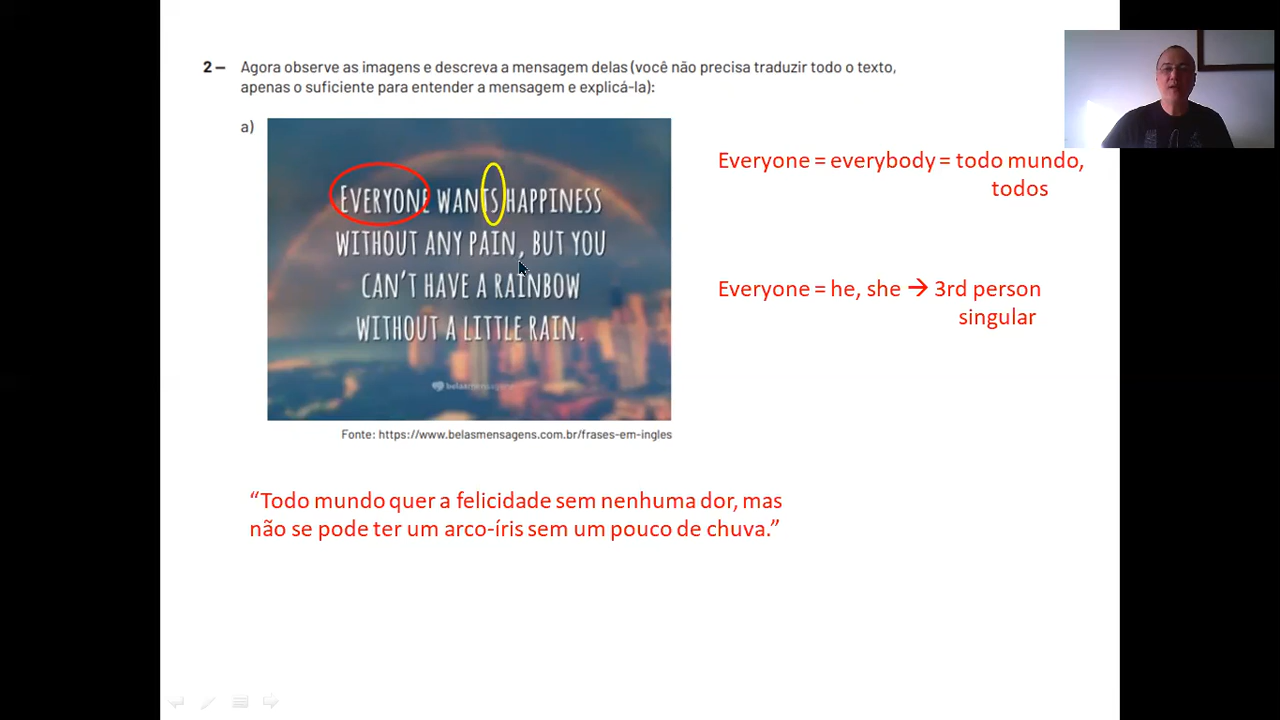 2 – Agora observe as imagens e descreva a mensagem delas (você não precisa traduzir todo o texto,
apenas o suficiente para entender a mensagem e explicá-la):
a)
EVERYONE WANTS HAPPINESS
WITHOUT ANY PAIN, BUT YOU
CAN'T HAVE A RAINBOW
WITHOUT A LITTLE RAIN.
belasmensagens
Fonte: https://www.belasmensagens.com.br/frases-em-ingles
Everyone = everybody = todo mundo,
todos
Everyone = he, she → 3rd person
singular
“Todo mundo quer a felicidade sem nenhuma dor, mas
não se pode ter um arco-íris sem um pouco de chuva.”